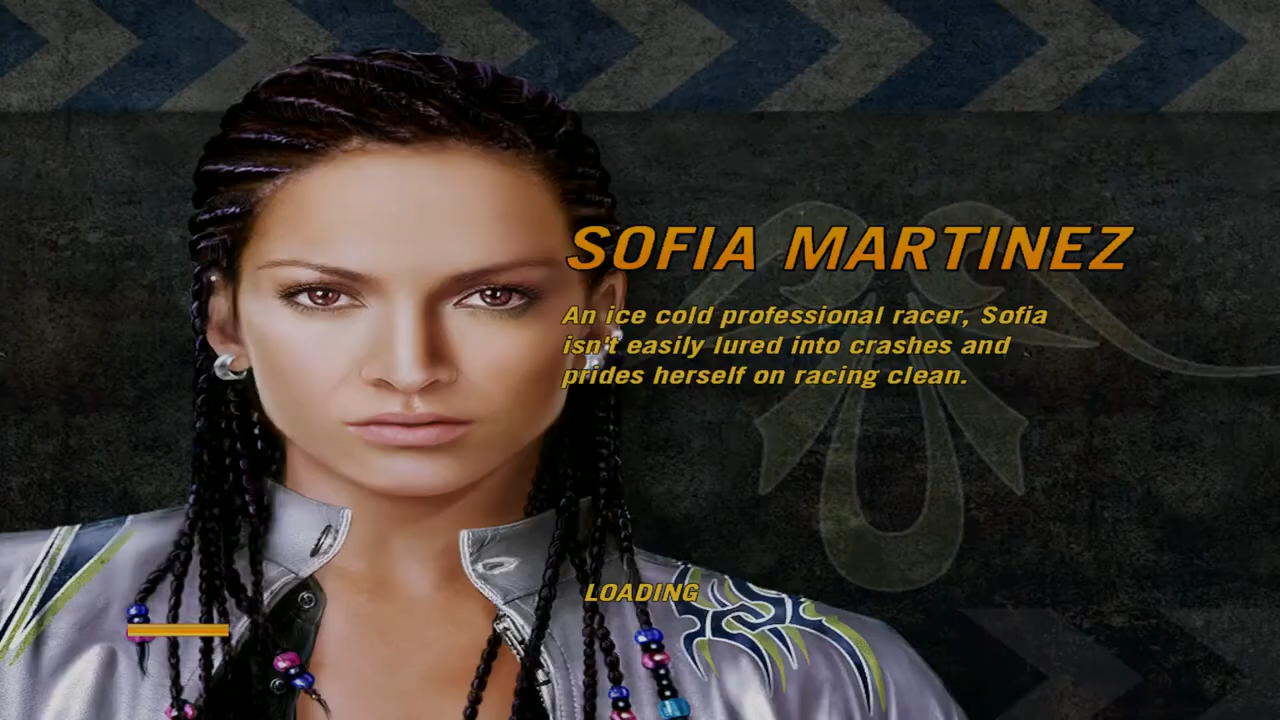 SOFIA MARTINEZ
An ice cold professional racer, Sofia
isn't easily lured into crashes and
prides herself on racing clean.
LOADING